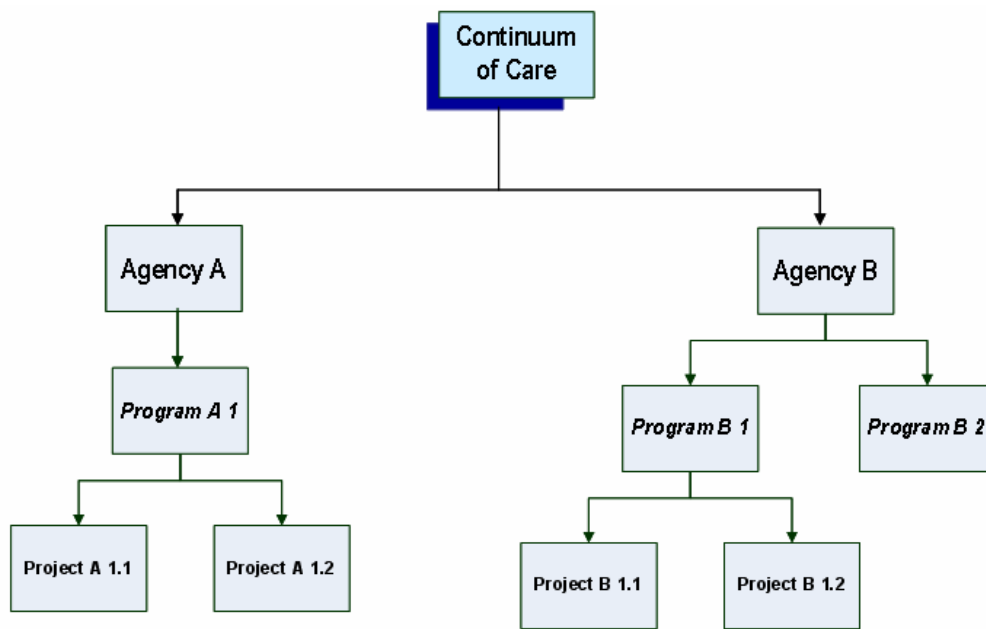 Continuum
of Care
Agency A
Agency B
Program A 1
Program B 1
Program B 2
Project A 1.1
Project A 1.2
Project B 1.1
Project B 1.2